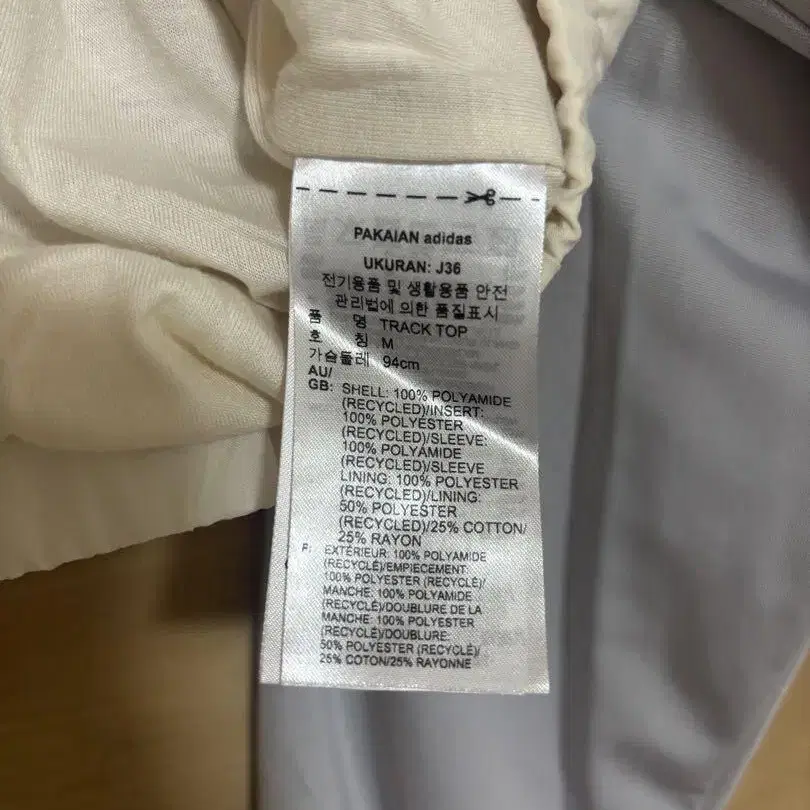 PAKAIAN adidas
UKURAN: J36
전기용품 및 생활용품 안전
관리법에 의한 품질표시
품 명 TRACK TOP
호 칭 M
가슴둘레 94cm
AU/
GB: SHELL: 100% POLYAMIDE
(RECYCLED)/INSERT:
100% POLYESTER
(RECYCLED)/SLEEVE:
100% POLYAMIDE
(RECYCLED)/SLEEVE
LINING: 100% POLYESTER
(RECYCLED)/LINING:
50% POLYESTER
(RECYCLED)/25% COTTON/
25% RAYON
F: EXTÉRIEUR: 100% POLYAMIDE
(RECYCLÉ)/EMPIECEMENT:
100% POLYESTER (RECYCLÉ)/
MANCHE: 100% POLYAMIDE
(RECYCLÉ)/DOUBLURE DE LA
MANCHE: 100% POLYESTER
(RECYCLÉ)/DOUBLURE:
50% POLYESTER (RECYCLÉ)/
25% COTON/25% RAYONNE